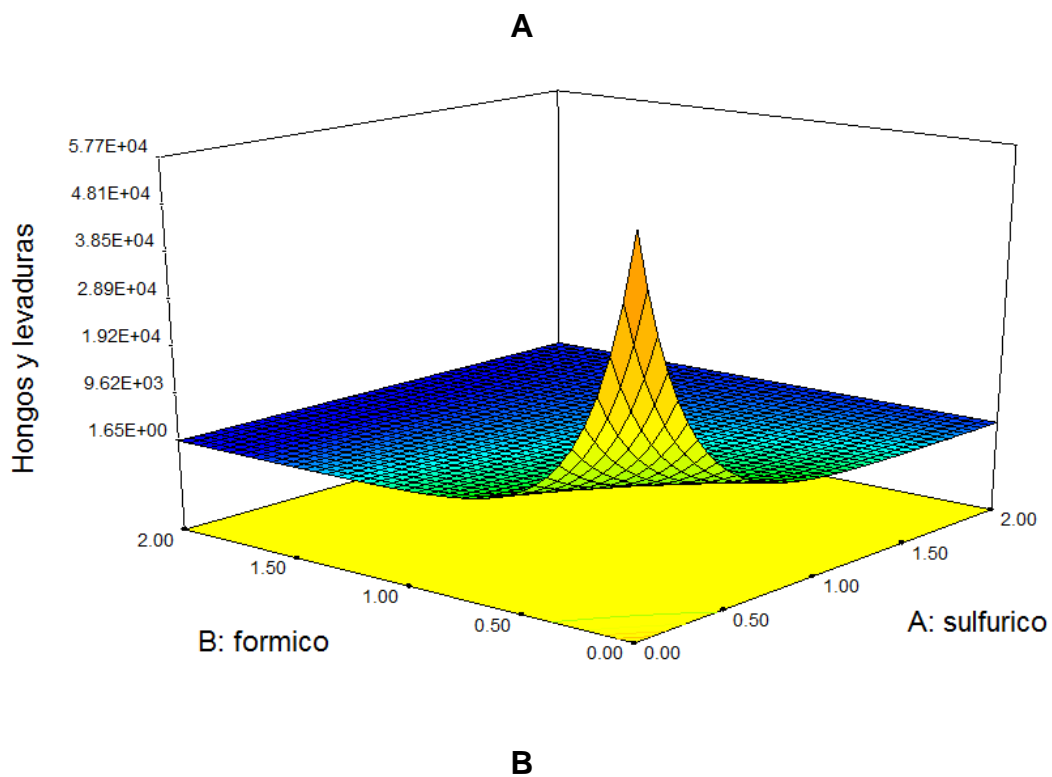 A
5.77E+04
4.81E+04
3.85E+04
2.89E+04
1.92E+04
9.62E+03
1.65E+00
Hongos y levaduras
2.00
1.50
1.00
0.50
0.00
B: formico
0.00
0.50
1.00
1.50
2.00
A: sulfurico
B